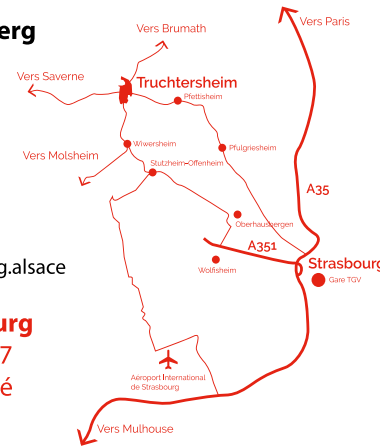 erg
Vers Paris
Vers Brumath
Vers Saverne
Truchtersheim
Pfettisheim
Wiwersheim
Pfulgriesheim
Vers Molsheim
Stutzheim-Offenheim
A35
Oberhausbergen
A351
g.alsace
Wolfisheim
Strasbourg
Gare TGV
urg
7
é
Aéroport International
de Strasbourg
Vers Mulhouse